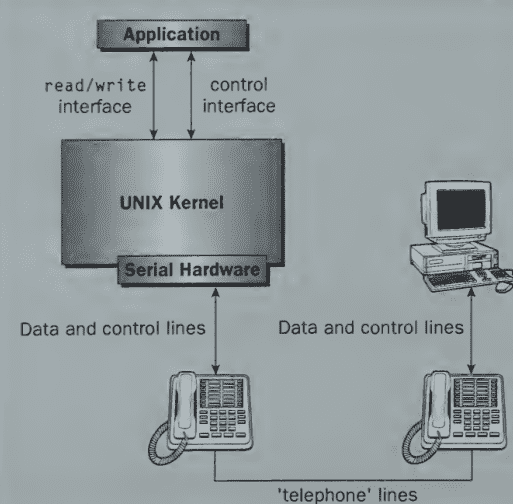 Application
read/write
interface
control
interface
UNIX Kernel
Serial Hardware
Data and control lines
Data and control lines
'telephone' lines